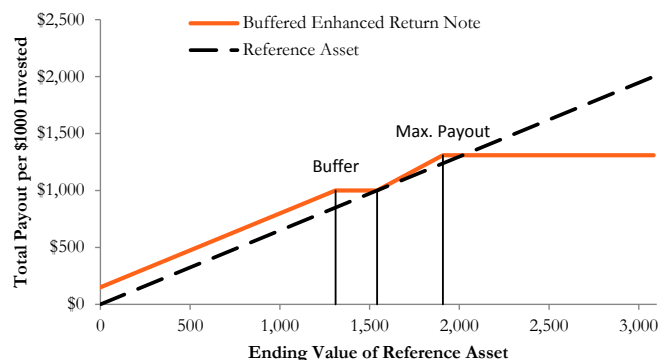 $2,500
Buffered Enhanced Return Note
Reference Asset
$2,000
$1,500
Max. Payout
Buffer
$1,000
$500
$0
Total Payout per $1000 Invested
0 500 1,000 1,500 2,000 2,500 3,000
Ending Value of Reference Asset